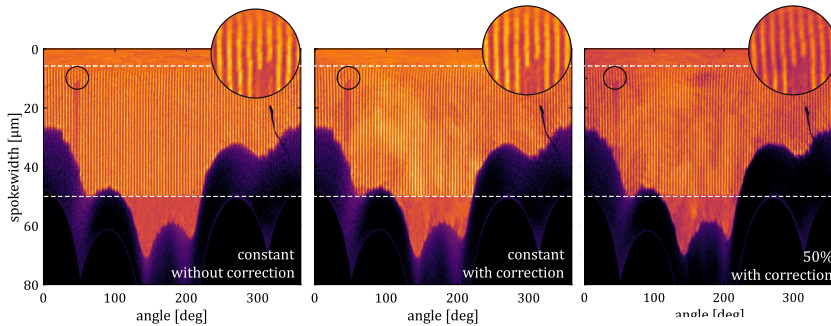 0
20
40
60
80
spokewidth [µm]
constant
without correction
0
100
200
300
angle [deg]
constant
with correction
0
100
200
300
angle [deg]
50%
with correction
0
100
200
300
angle [deg]